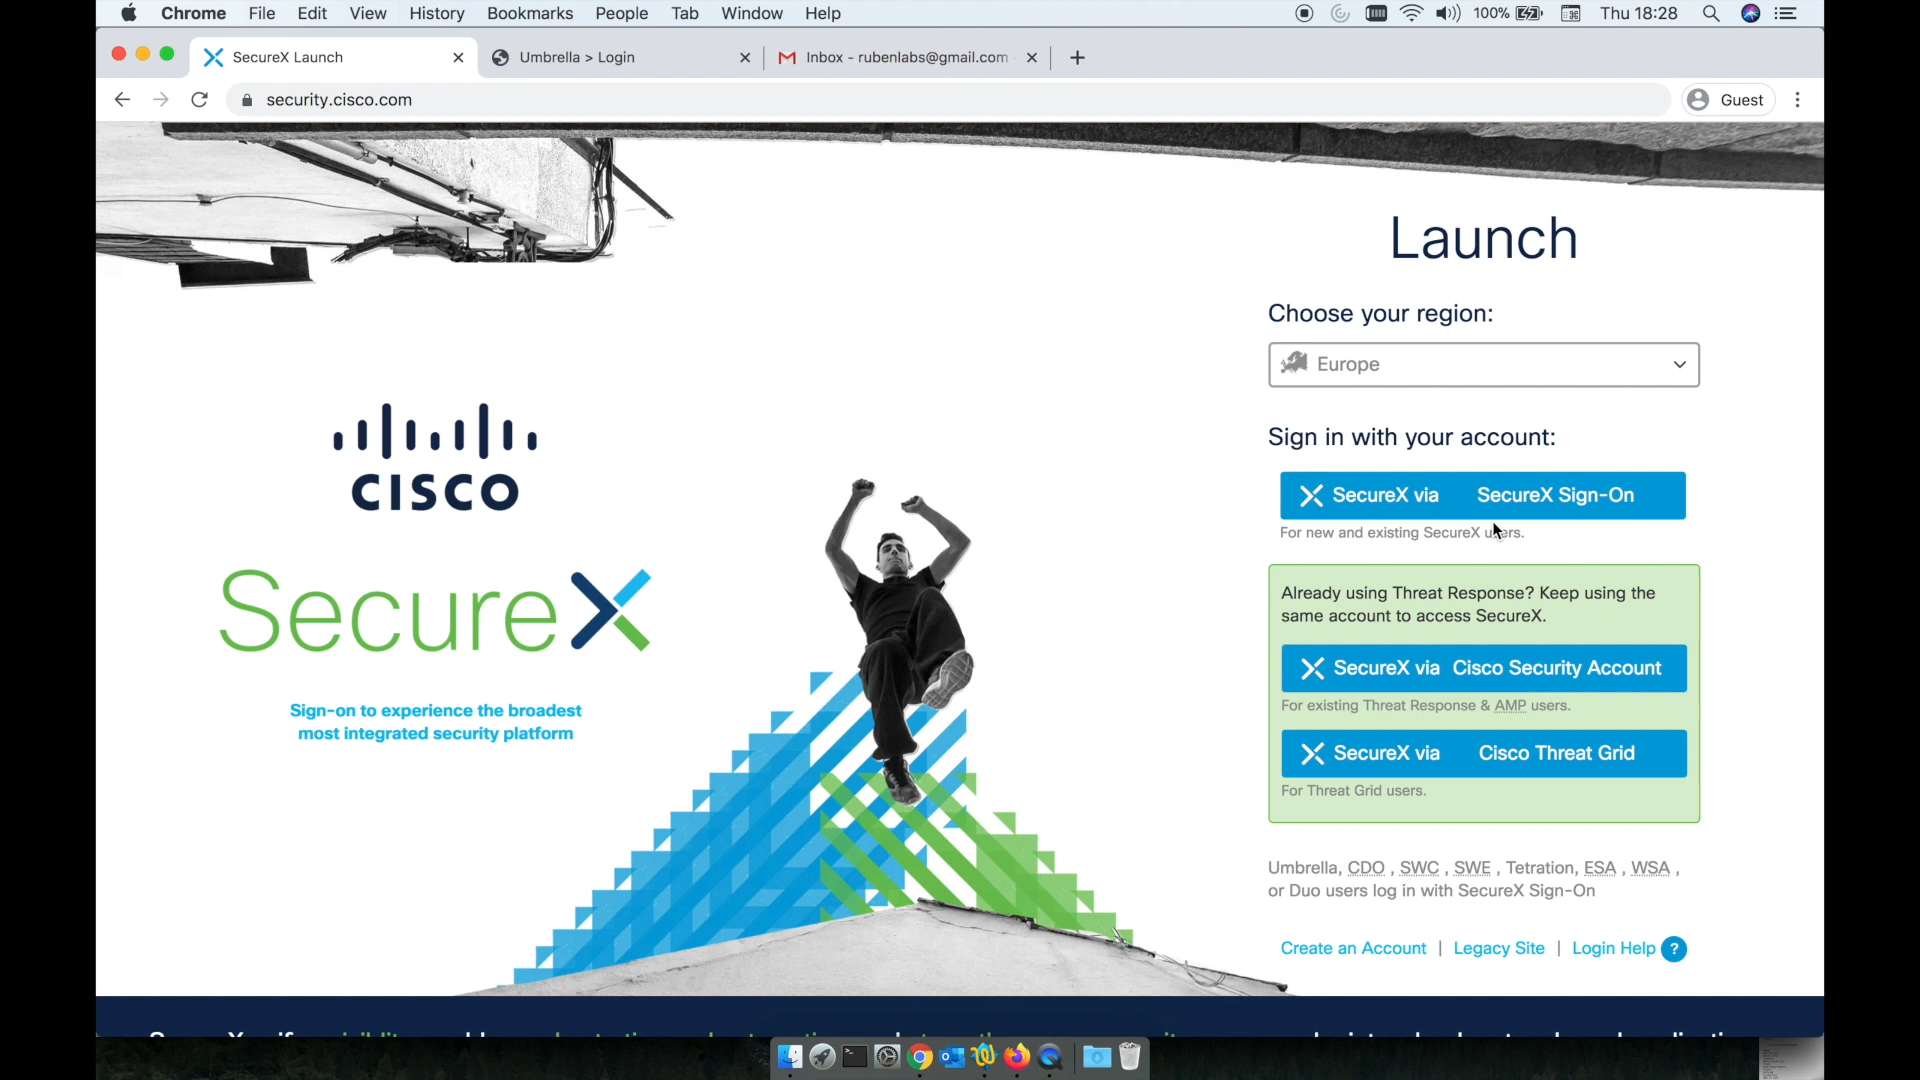 Chrome File Edit View History Bookmarks People Tab Window Help
100% Thu 18:28
SecureX Launch
Umbrella > Login
Inbox - rubenlabs@gmail.com
security.cisco.com
Guest
Launch
Choose your region:
Europe
Sign in with your account:
SecureX via SecureX Sign-On
For new and existing SecureX users.
Already using Threat Response? Keep using the
same account to access SecureX.
SecureX via Cisco Security Account
For existing Threat Response & AMP users.
SecureX via Cisco Threat Grid
For Threat Grid users.
Umbrella, CDO , SWC , SWE , Tetration, ESA , WSA ,
or Duo users log in with SecureX Sign-On
Create an Account | Legacy Site | Login Help ?
CISCO
SecureX
Sign-on to experience the broadest
most integrated security platform